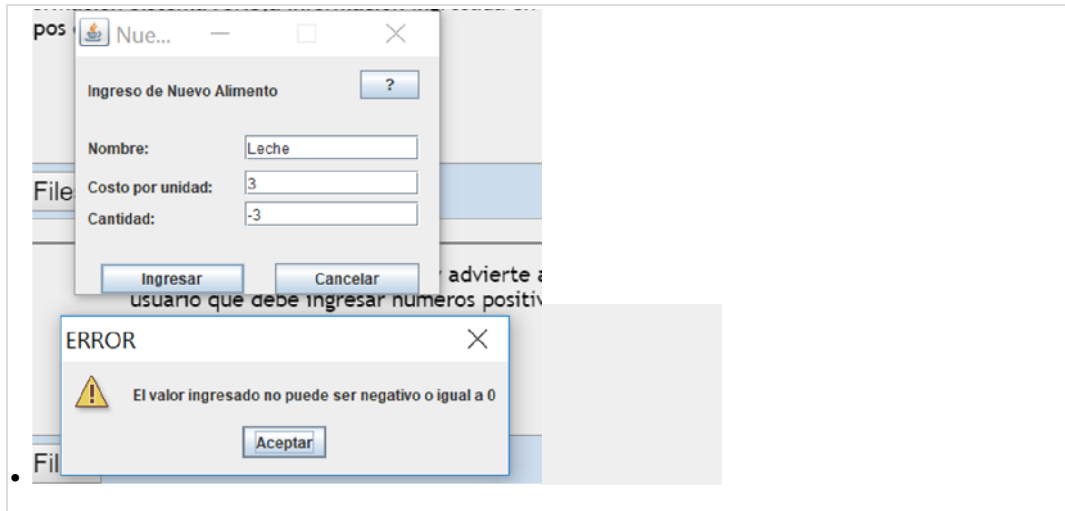 pos
Nue...
Ingreso de Nuevo Alimento
?
Nombre:
Leche
Costo por unidad:
3
Cantidad:
-3
Ingresar
Cancelar
File
advierte a
usuario que debe ingresar números positiv
ERROR
El valor ingresado no puede ser negativo o igual a 0
Aceptar
Fil